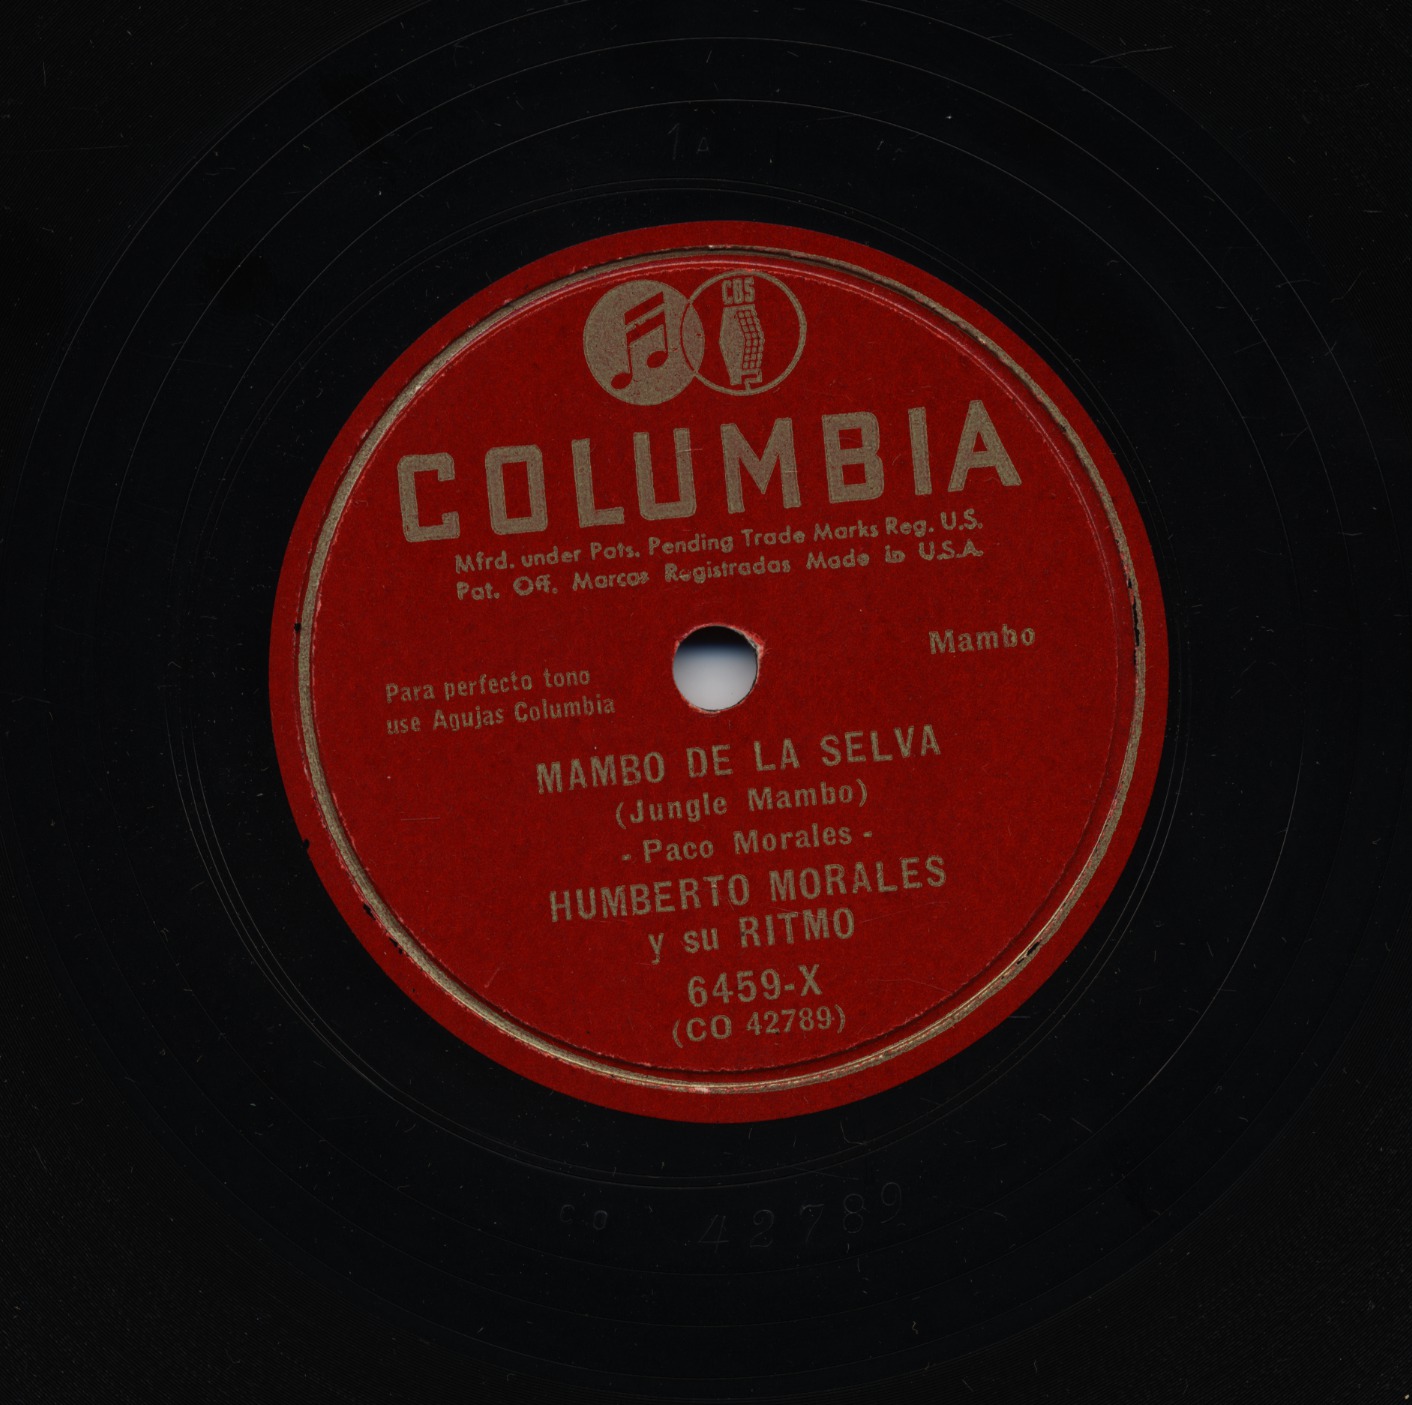 1A
CBS
COLUMBIA
Mfrd. under Pats. Pending Trade Marks Reg. U.S.
Pat. Off. Marcas Registradas Made in U.S.A.
Mambo
Para perfecto tono
use Agujas Columbia
MAMBO DE LA SELVA
(Jungle Mambo)
- Paco Morales -
HUMBERTO MORALES
y su RITMO
6459-X
(CO 42789)
CO 42789